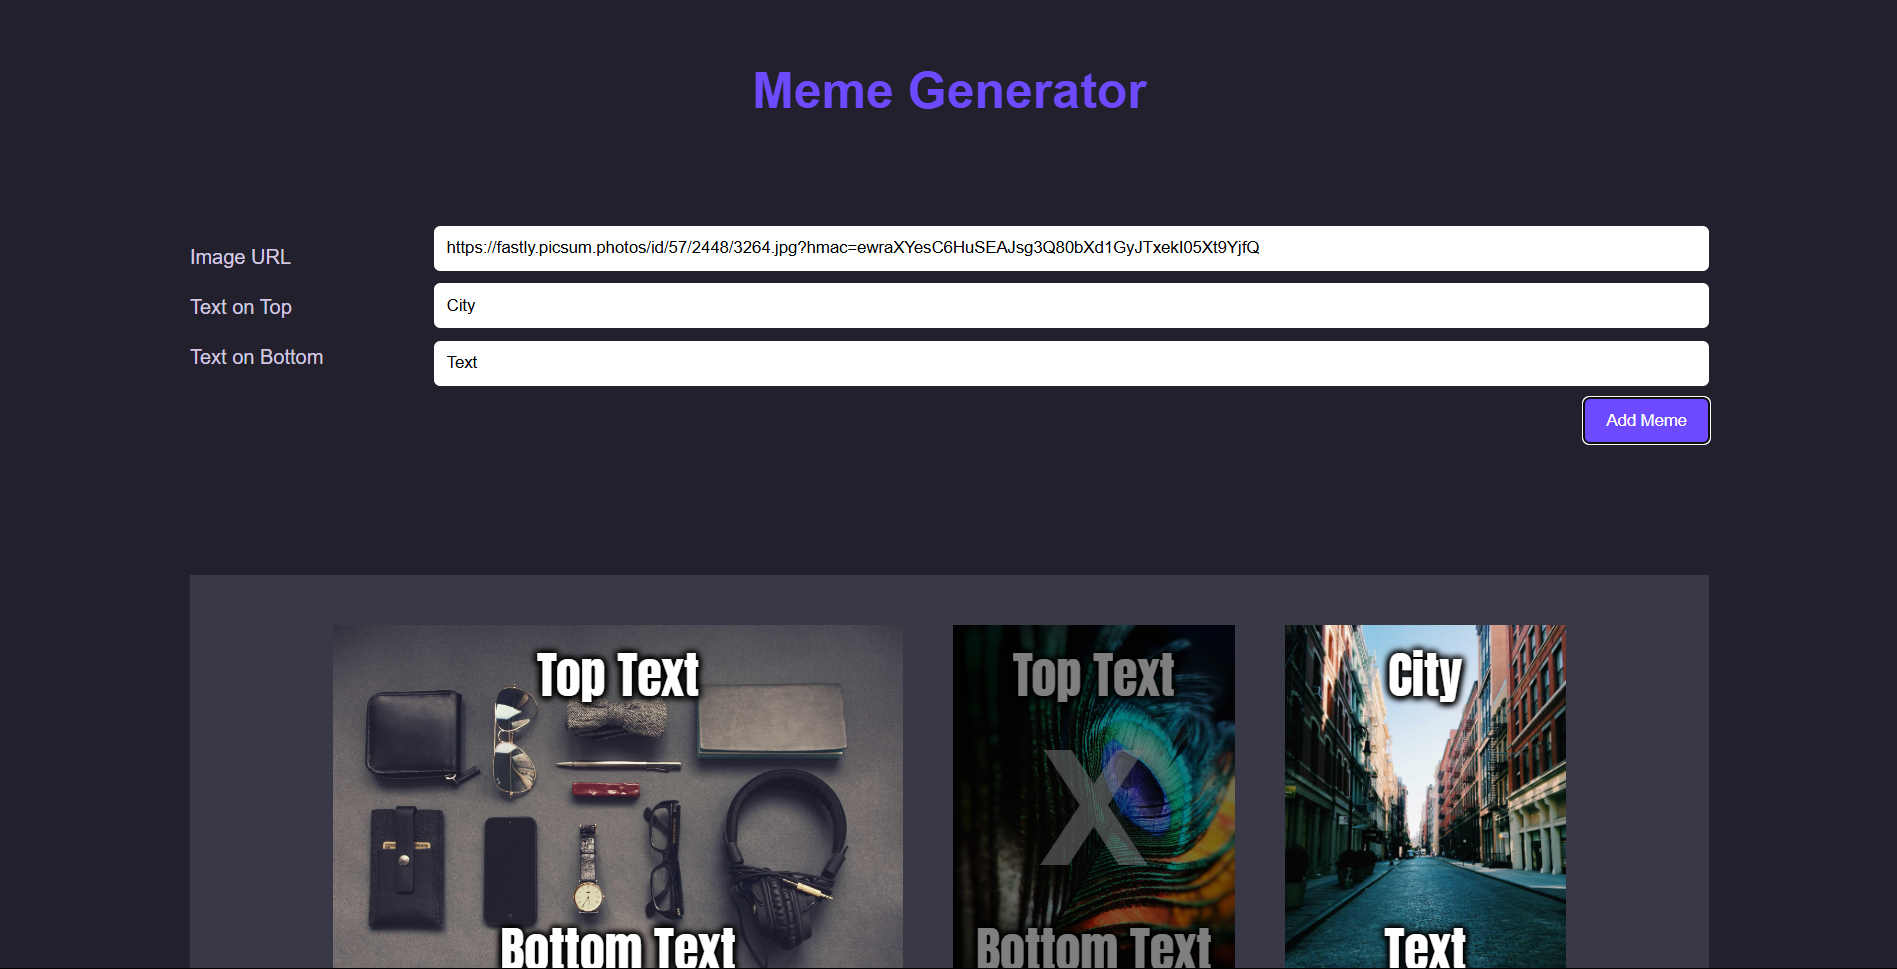 Meme Generator
Image URL
https://fastly.picsum.photos/id/57/2448/3264.jpg?hmac=ewraXYesC6HuSEAJsg3Q80bXd1GyJTxekI05Xt9YjfQ
Text on Top
City
Text on Bottom
Text
Add Meme
Top Text
Bottom Text
Top Text
X
Bottom Text
City
Text